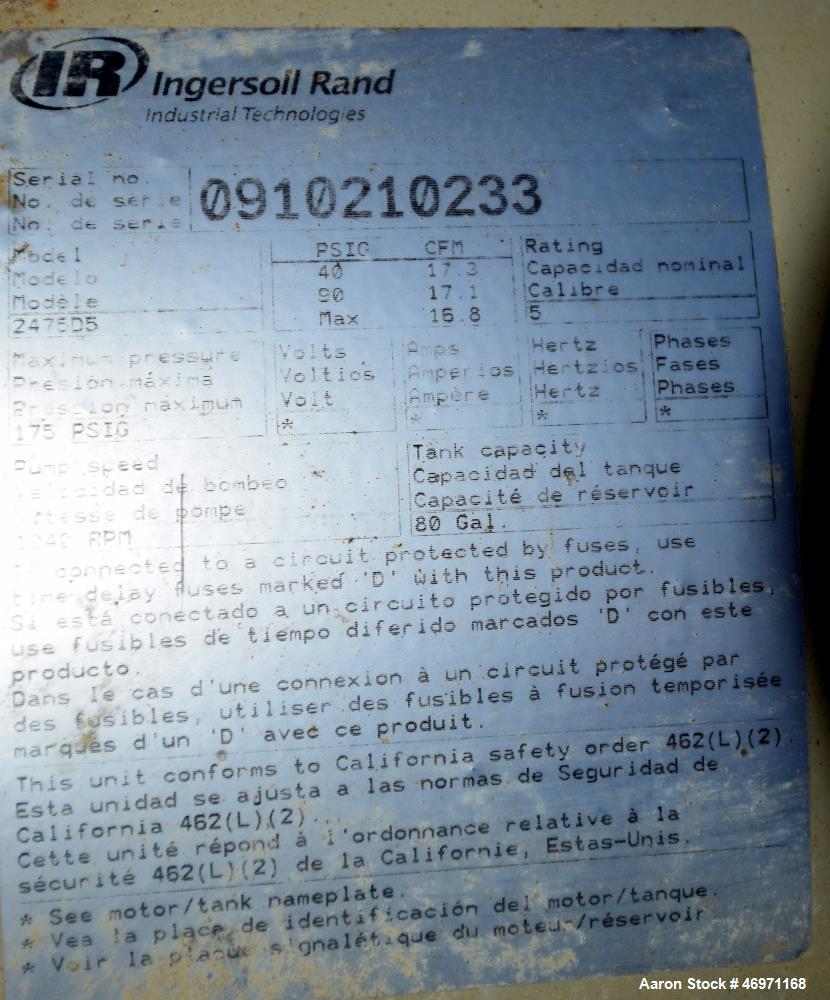 IR Ingersoll Rand
Industrial Technologies
Serial no.
No. de serie
No. de serie
0910210233
Model
Modelo
Modèle
2475D5
PSIG CFM
40 17.3
90 17.1
Max 15.8
Rating
Capacidad nominal
Calibre
5
Maximum pressure
Presión máxima
Pression maximum
175 PSIG
Volts
Voltios
Volt
*
Amps
Amperios
Ampère
*
Hertz
Hertzios
Hertz
*
Phases
Fases
Phases
*
Pump speed
de bombeo
de pompe
RPM
Tank capacity
Capacidad del tanque
Capacité de réservoir
80 Gal.
If connected to a circuit protected by fuses, use
time delay fuses marked 'D' with this product.
Si está conectado a un circuito protegido por fusibles,
use fusibles de tiempo diferido marcados 'D' con este
producto.
Dans le cas d'une connexion à un circuit protégé par
des fusibles, utiliser des fusibles à fusion temporisée
marqués d'un 'D' avec ce produit.
This unit conforms to California safety order 462(L)(2).
Esta unidad se ajusta a las normas de Seguridad de
California 462(L)(2).
Cette unité répond à l'ordonnance relative à la
sécurité 462(L)(2) de la Californie, Estas-Unis.
* See motor/tank nameplate.
* Vea la placa de identificación del motor/tanque.
* Voir la plaque signalétique du moteur/réservoir
Aaron Stock # 46971168